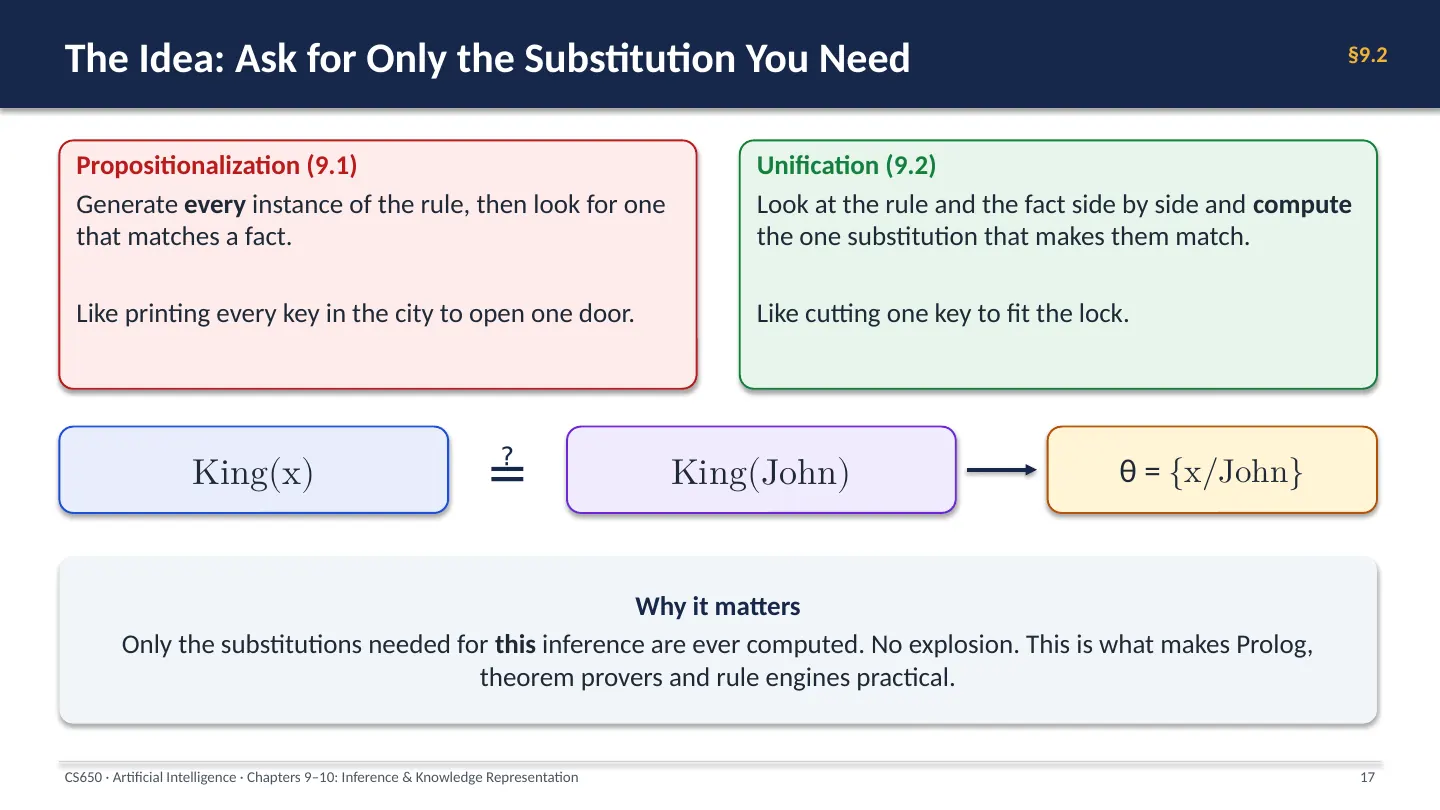 The Idea: Ask for Only the Substitution You Need
§9.2
Propositionalization (9.1)
Generate every instance of the rule, then look for one
that matches a fact.
Like printing every key in the city to open one door.
Unification (9.2)
Look at the rule and the fact side by side and compute
the one substitution that makes them match.
Like cutting one key to fit the lock.
King(x)
≟
King(John)
θ = {x/John}
Why it matters
Only the substitutions needed for this inference are ever computed. No explosion. This is what makes Prolog,
theorem provers and rule engines practical.
CS650 · Artificial Intelligence · Chapters 9–10: Inference & Knowledge Representation
17